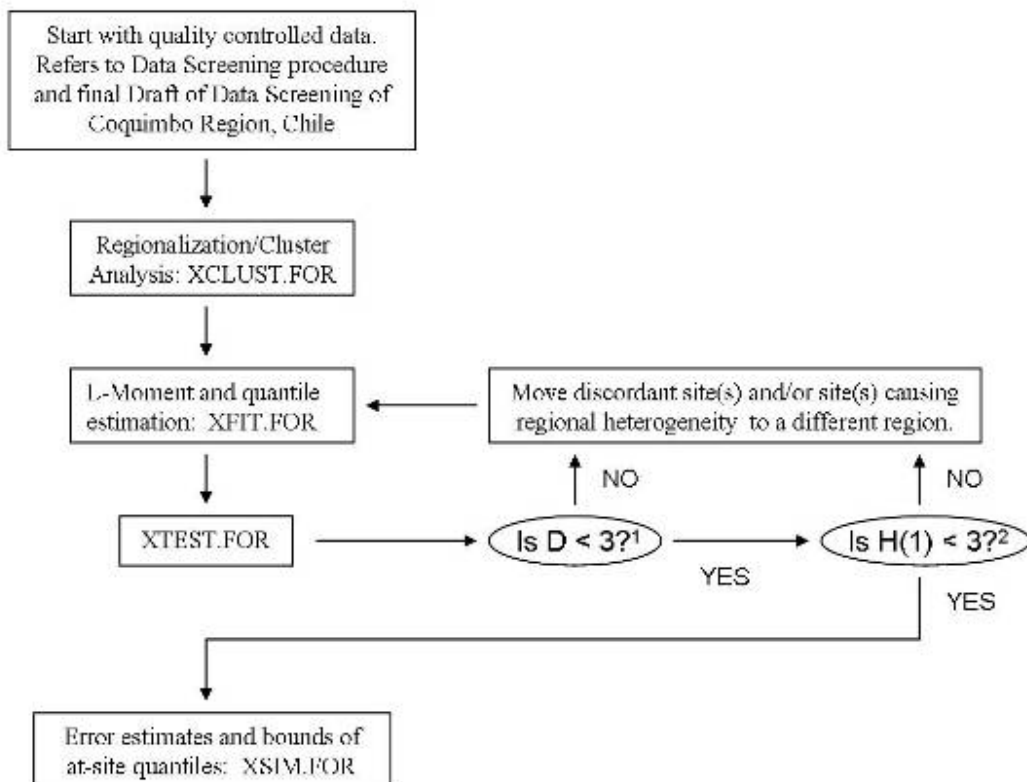 Start with quality controlled data.
Refers to Data Screening procedure
and final Draft of Data Screening of
Coquimbo Region, Chile
Regionalization/Cluster
Analysis: XCLUST.FOR
L-Moment and quantile
estimation: XFIT.FOR
Move discordant site(s) and/or site(s) causing
regional heterogeneity to a different region.
NO
NO
XTEST.FOR
Is D < 3?¹
YES
Is H(1) < 3?²
YES
Error estimates and bounds of
at-site quantiles: XSIM.FOR